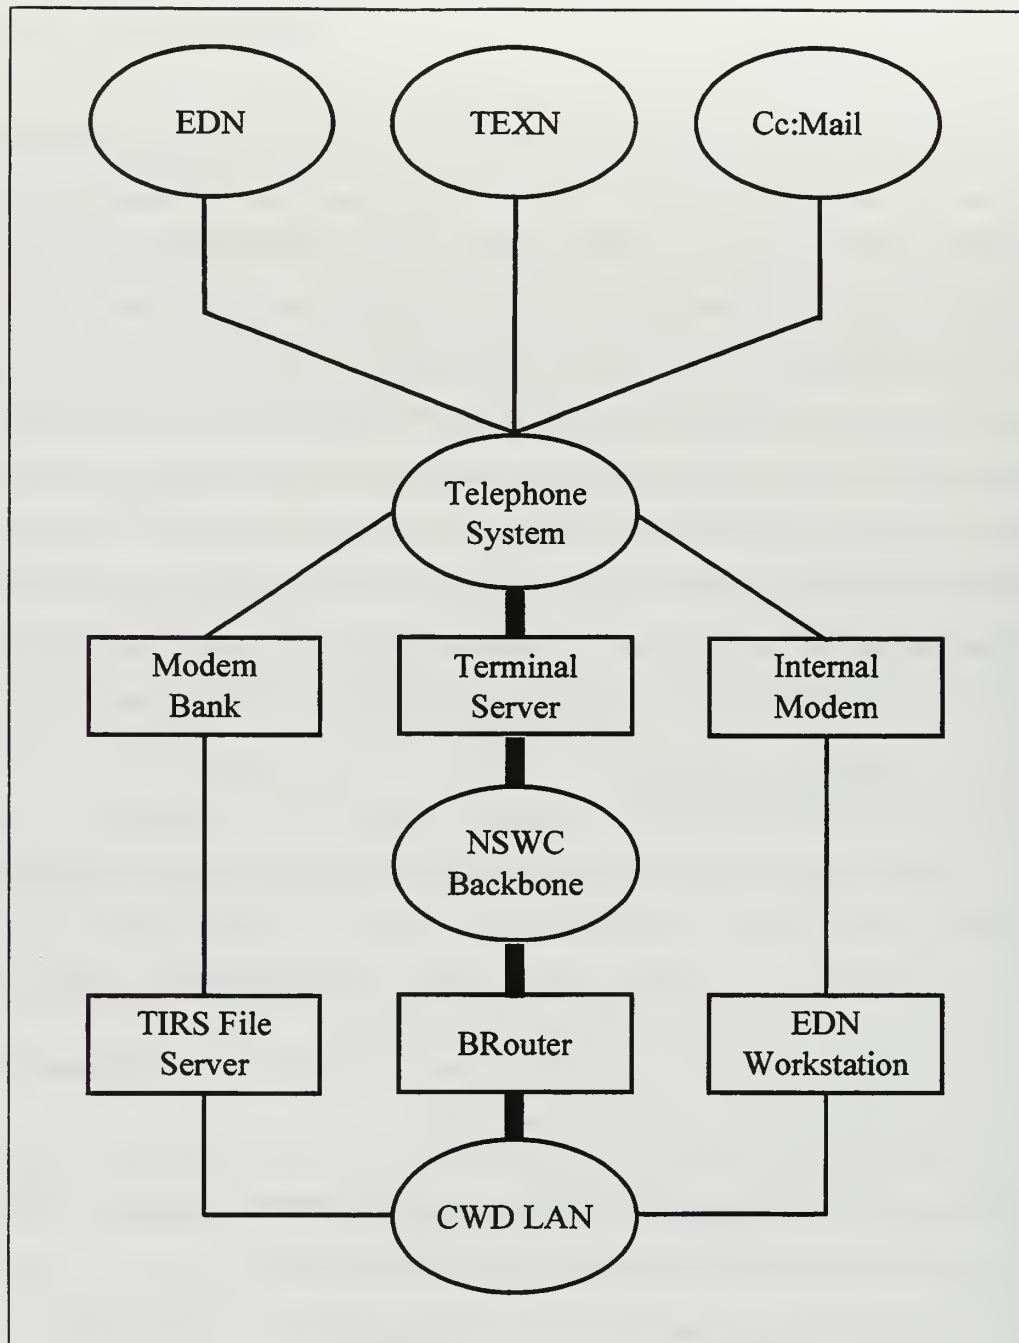 EDN
TEXN
Cc:Mail
Telephone
System
Modem
Bank
Terminal
Server
Internal
Modem
NSWC
Backbone
TIRS File
Server
BRouter
EDN
Workstation
CWD LAN